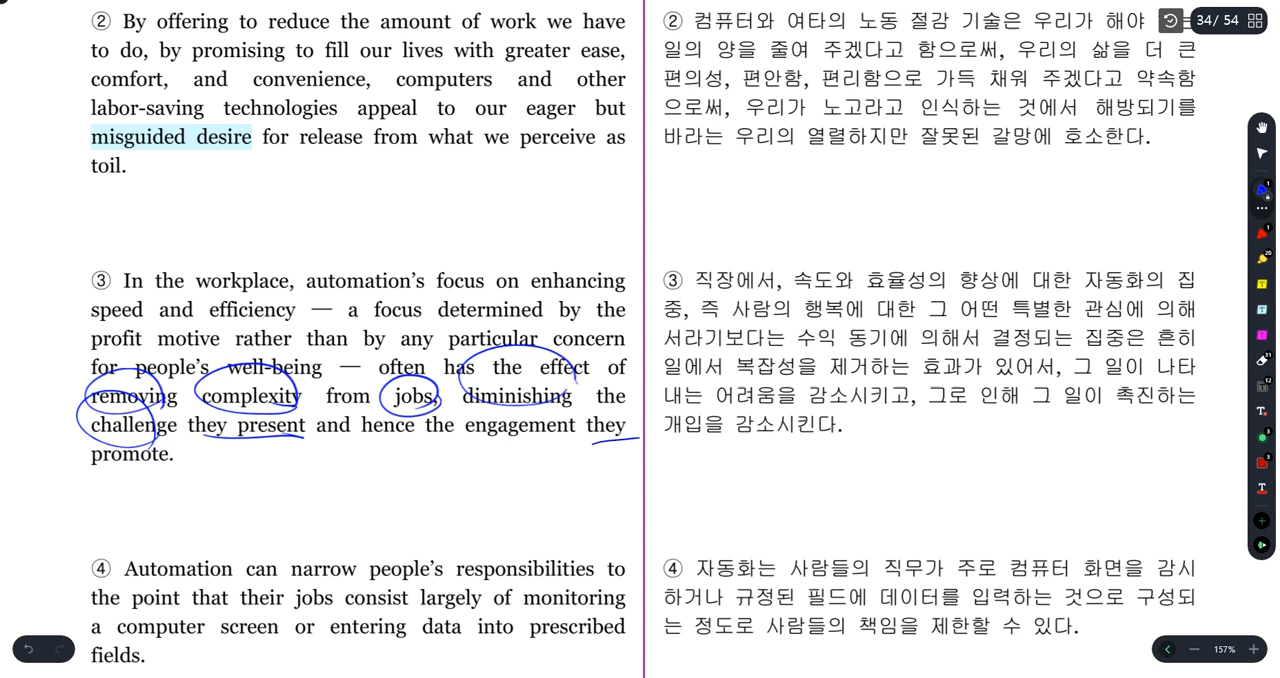 ② By offering to reduce the amount of work we have
to do, by promising to fill our lives with greater ease,
comfort, and convenience, computers and other
labor-saving technologies appeal to our eager but
misguided desire for release from what we perceive as
toil.
③ In the workplace, automation’s focus on enhancing
speed and efficiency — a focus determined by the
profit motive rather than by any particular concern
for people’s well-being — often has the effect of
removing complexity from jobs, diminishing the
challenge they present and hence the engagement they
promote.
④ Automation can narrow people’s responsibilities to
the point that their jobs consist largely of monitoring
a computer screen or entering data into prescribed
fields.
② 컴퓨터와 여타의 노동 절감 기술은 우리가 해야
일의 양을 줄여 주겠다고 함으로써, 우리의 삶을 더 큰
편의성, 편안함, 편리함으로 가득 채워 주겠다고 약속함
으로써, 우리가 노고라고 인식하는 것에서 해방되기를
바라는 우리의 열렬하지만 잘못된 갈망에 호소한다.
③ 직장에서, 속도와 효율성의 향상에 대한 자동화의 집
중, 즉 사람의 행복에 대한 그 어떤 특별한 관심에 의해
서라기보다는 수익 동기에 의해서 결정되는 집중은 흔히
일에서 복잡성을 제거하는 효과가 있어서, 그 일이 나타
내는 어려움을 감소시키고, 그로 인해 그 일이 촉진하는
개입을 감소시킨다.
④ 자동화는 사람들의 직무가 주로 컴퓨터 화면을 감시
하거나 규정된 필드에 데이터를 입력하는 것으로 구성되
는 정도로 사람들의 책임을 제한할 수 있다.
34/ 54
157%